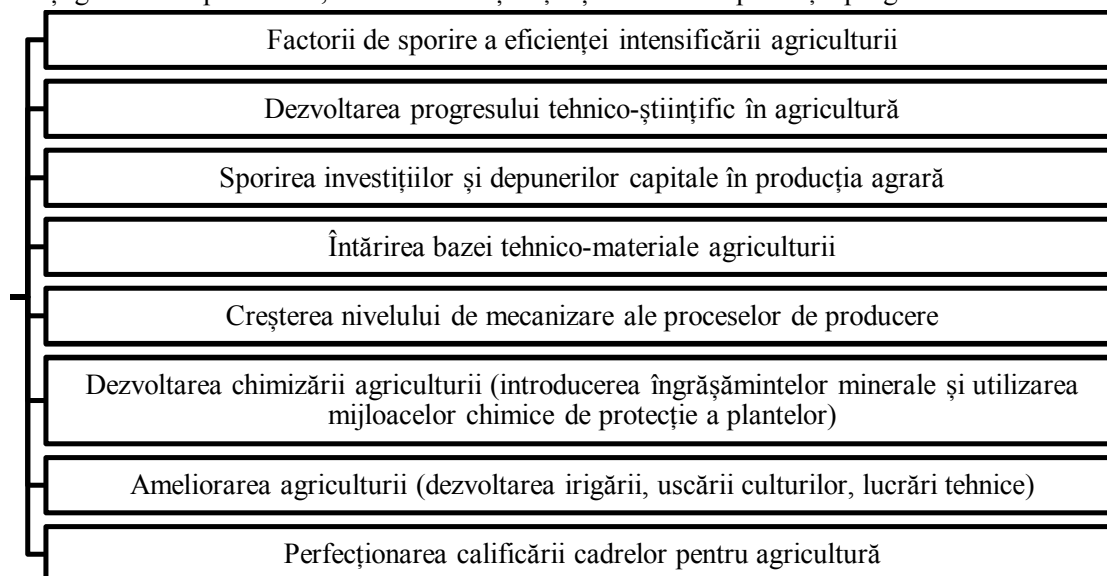 Factorii de sporire a eficienței intensificării agriculturii
Dezvoltarea progresului tehnico-științific în agricultură
Sporirea investițiilor și depunerilor capitale în producția agrară
Întărirea bazei tehnico-materiale agriculturii
Creșterea nivelului de mecanizare ale proceselor de producere
Dezvoltarea chimizării agriculturii (introducerea îngrășămintelor minerale și utilizarea
mijloacelor chimice de protecție a plantelor)
Ameliorarea agriculturii (dezvoltarea irigării, uscării culturilor, lucrări tehnice)
Perfecționarea calificării cadrelor pentru agricultură